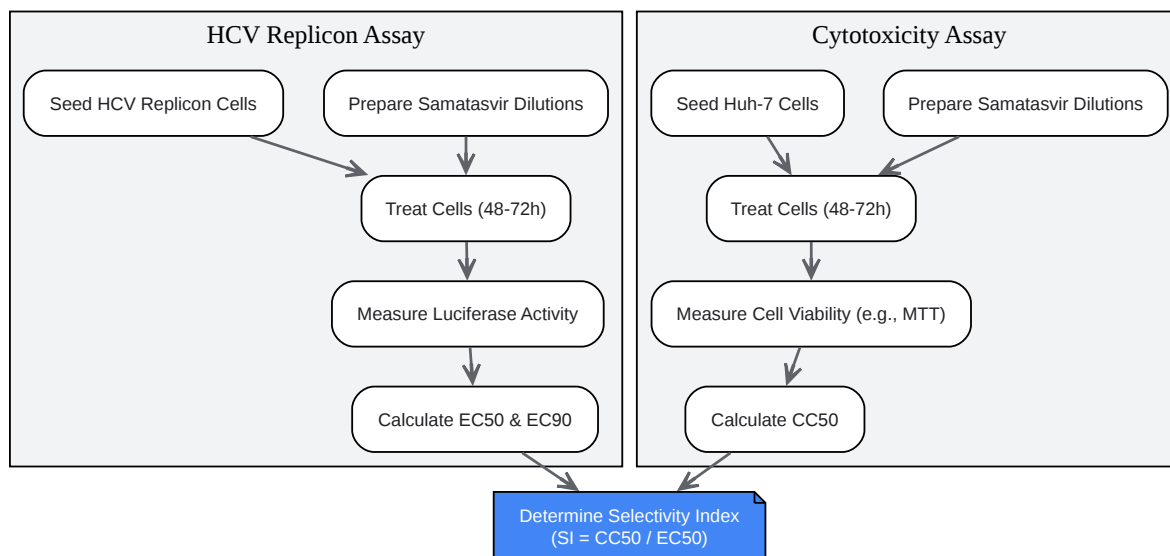 HCV Replicon Assay
Seed HCV Replicon Cells
Prepare Samatasvir Dilutions
Treat Cells (48-72h)
Measure Luciferase Activity
Calculate EC50 & EC90
Cytotoxicity Assay
Seed Huh-7 Cells
Prepare Samatasvir Dilutions
Treat Cells (48-72h)
Measure Cell Viability (e.g., MTT)
Calculate CC50
Determine Selectivity Index
(SI = CC50 / EC50)